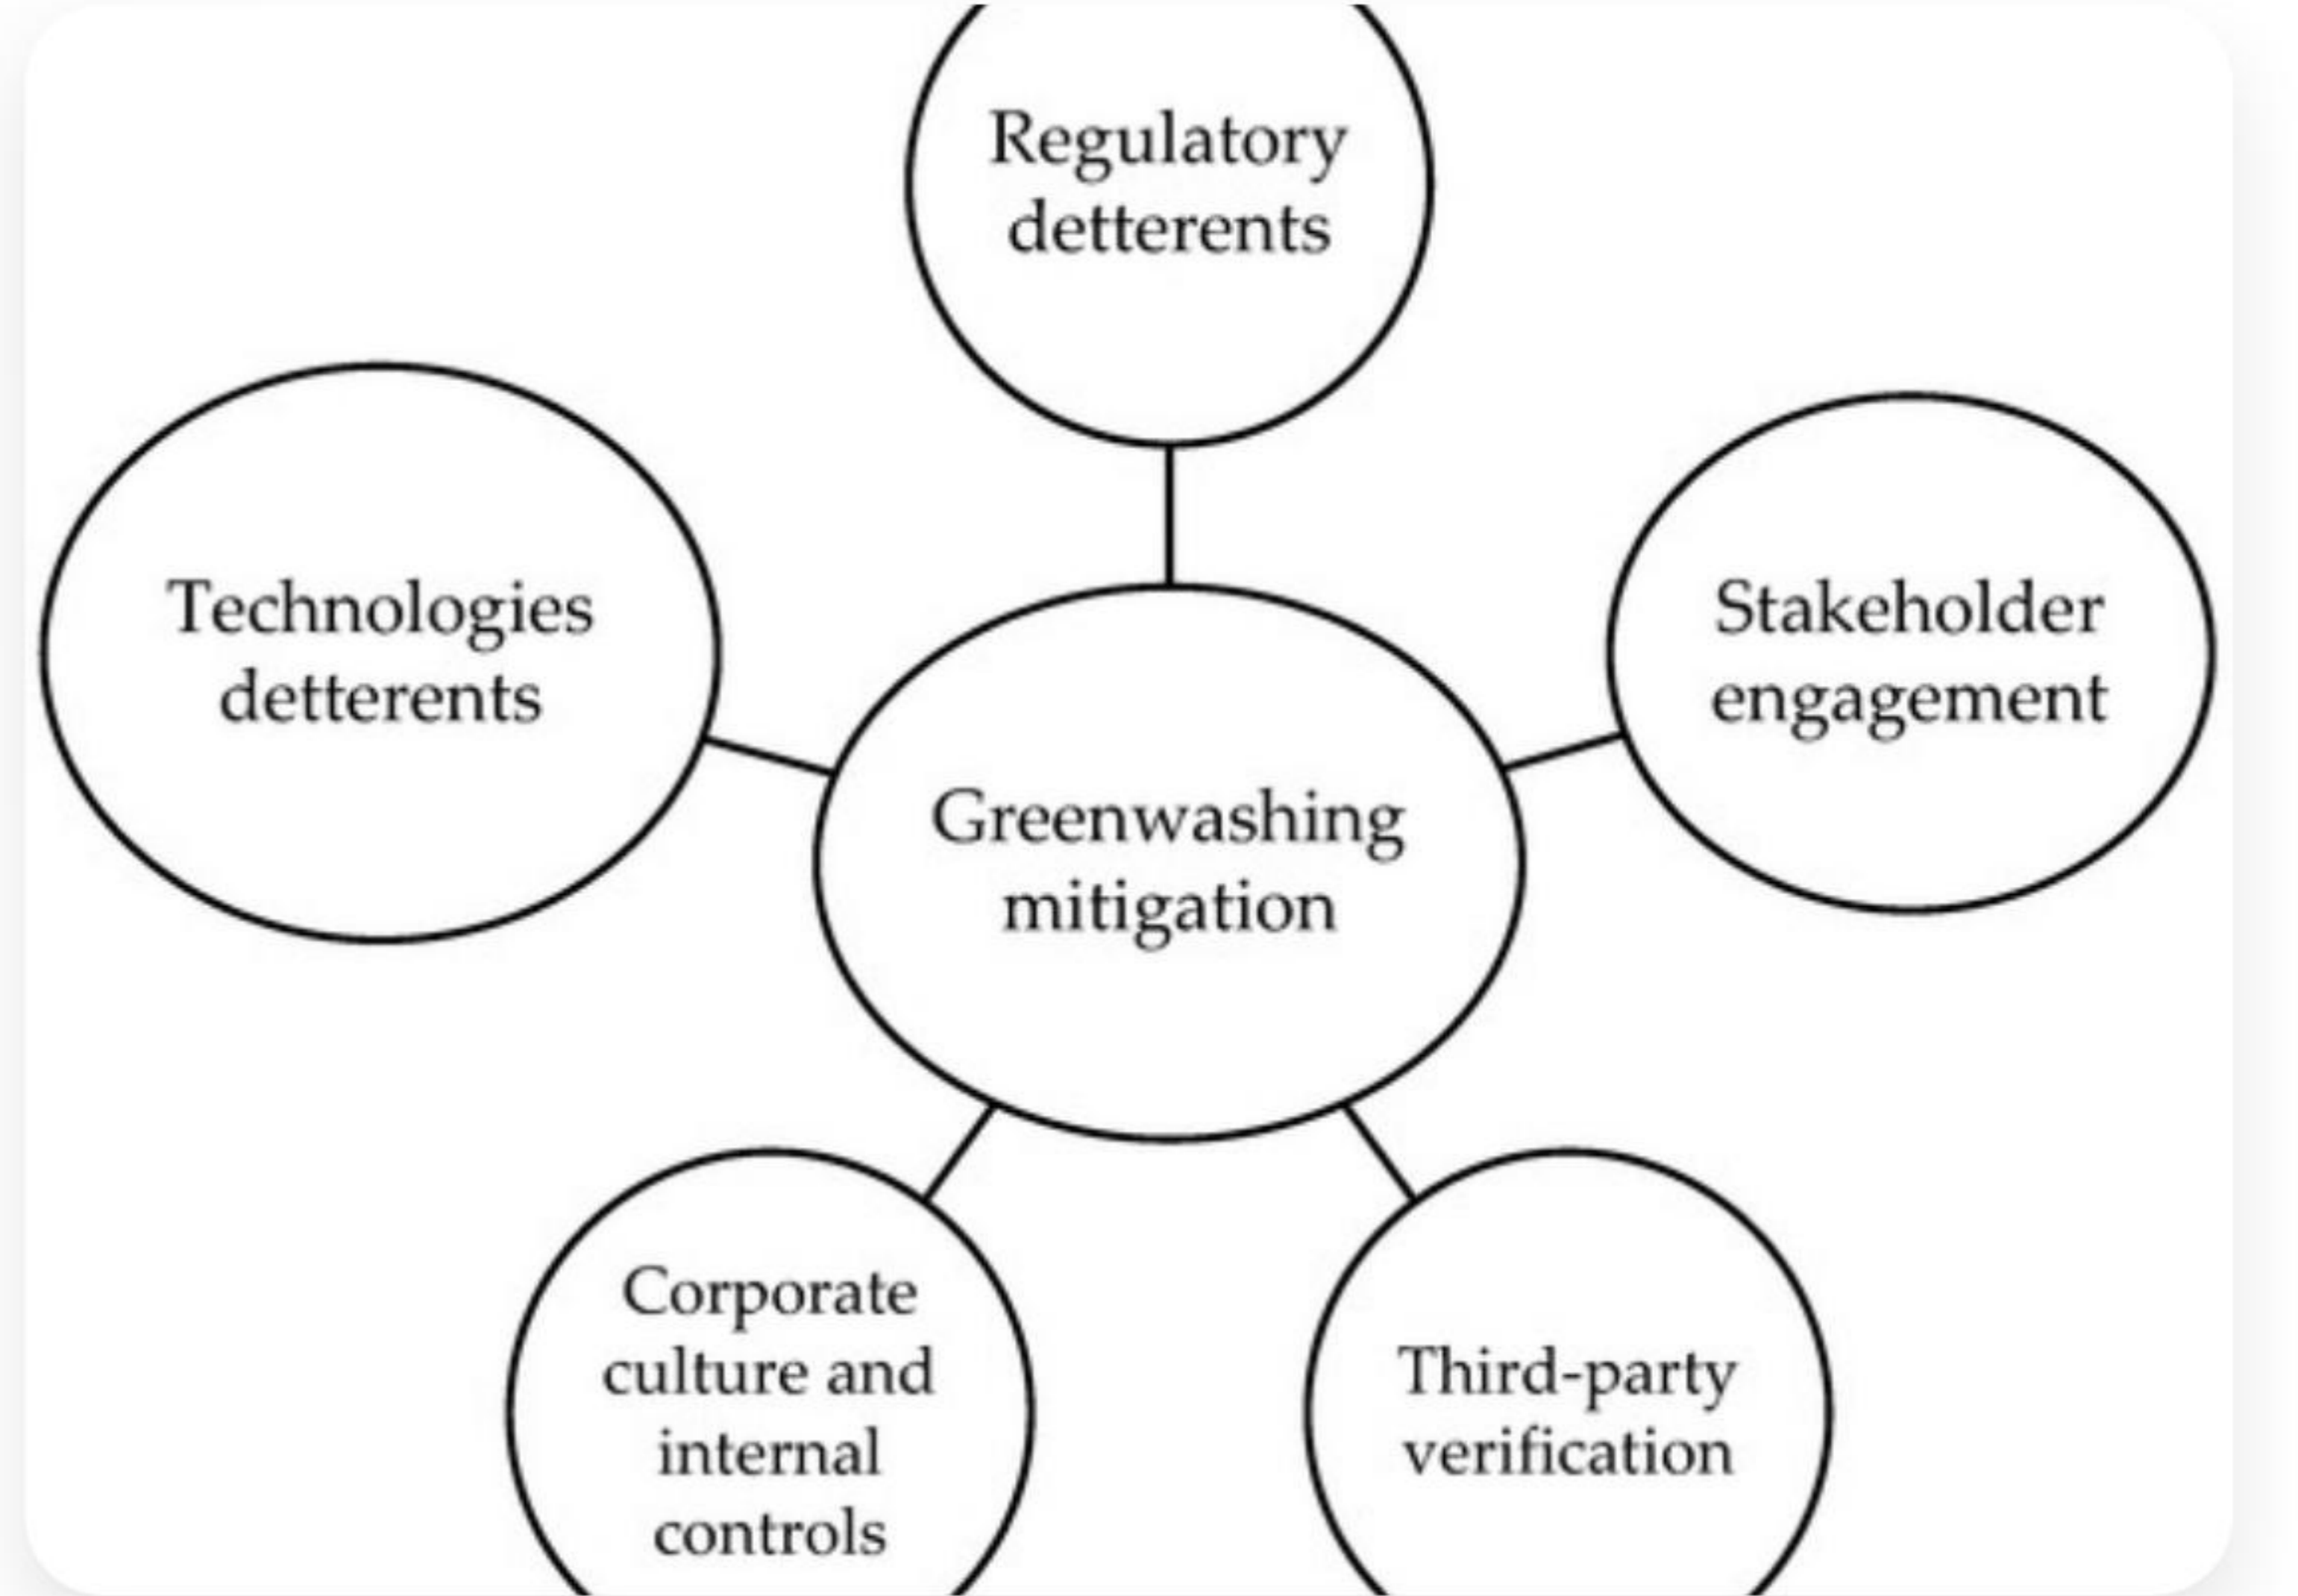 Regulatory
detterents
Technologies
detterents
Stakeholder
engagement
Greenwashing
mitigation
Corporate
culture and
internal
controls
Third-party
verification